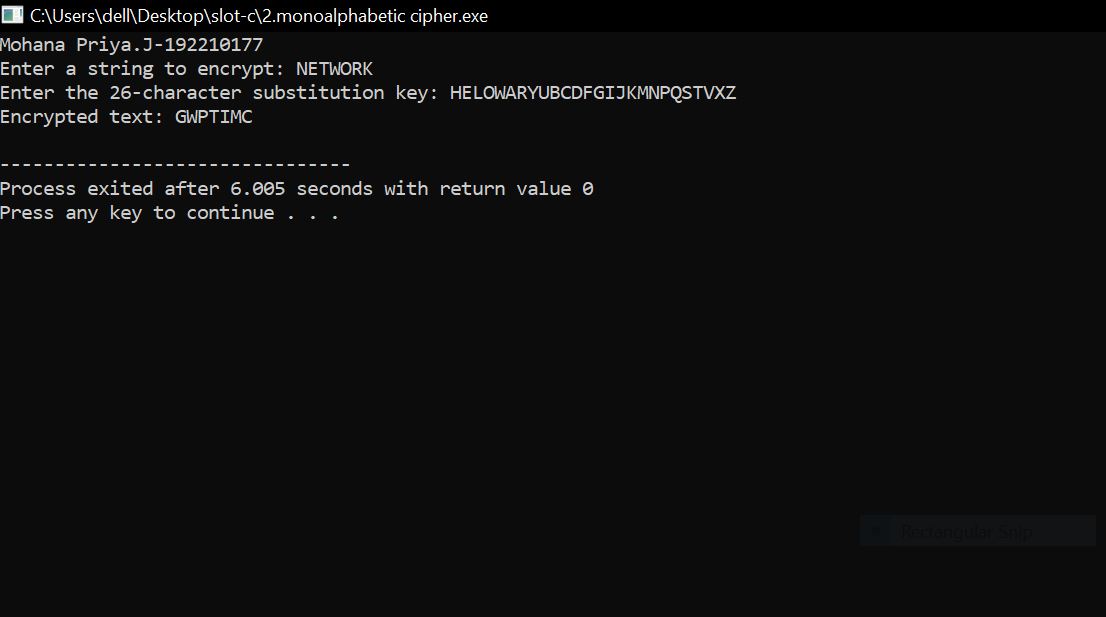 C:\Users\dell\Desktop\slot-c\2.monoalphabetic cipher.exe
Mohana Priya.J-192210177
Enter a string to encrypt: NETWORK
Enter the 26-character substitution key: HELOWARYUBCDFGIJKMNPQSTVXZ
Encrypted text: GWPTIMC
--------------------------------
Process exited after 6.005 seconds with return value 0
Press any key to continue . . .
Rectangular Snip